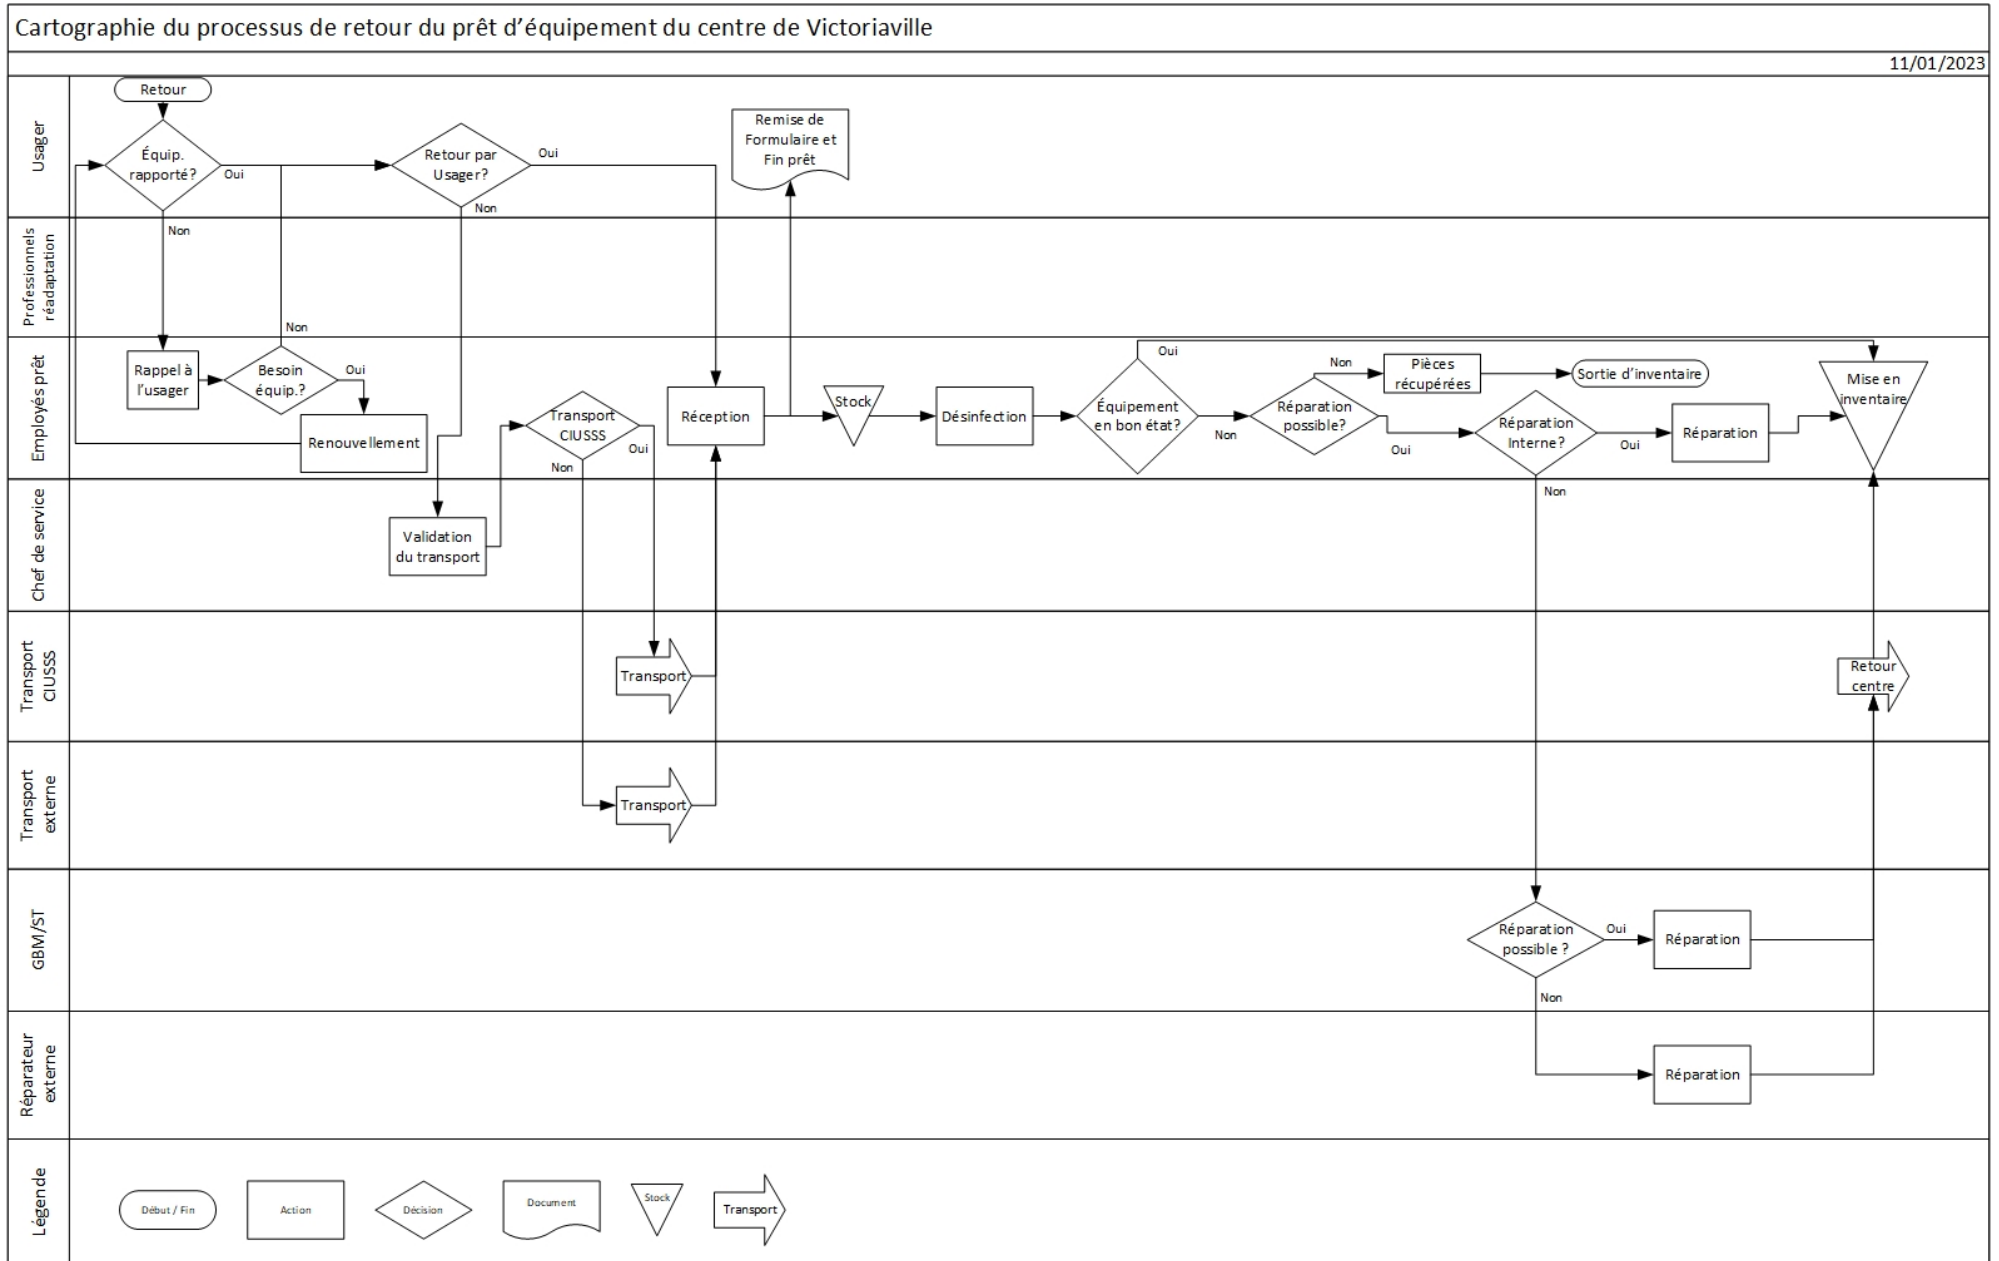 Cartographie du processus de retour du prêt d’équipement du centre de Victoriaville
11/01/2023
Usager
Retour
Équip.
rapporté?
Oui
Non
Retour par
Usager?
Oui
Non
Remise de
Formulaire et
Fin prêt
Professionnels
réadaptation
Employés prêt
Rappel à
l’usager
Besoin
équip.?
Non
Oui
Renouvellement
Transport
CIUSSS
Oui
Non
Réception
Stock
Désinfection
Équipement
en bon état?
Oui
Non
Réparation
possible?
Non
Oui
Pièces
récupérées
Sortie d’inventaire
Réparation
Interne?
Oui
Non
Réparation
Mise en
inventaire
Chef de service
Validation
du transport
Transport
CIUSSS
Transport
Retour
centre
Transport
externe
Transport
GBM/ST
Réparation
possible ?
Oui
Non
Réparation
Réparateur
externe
Réparation
Légende
Début / Fin
Action
Décision
Document
Stock
Transport